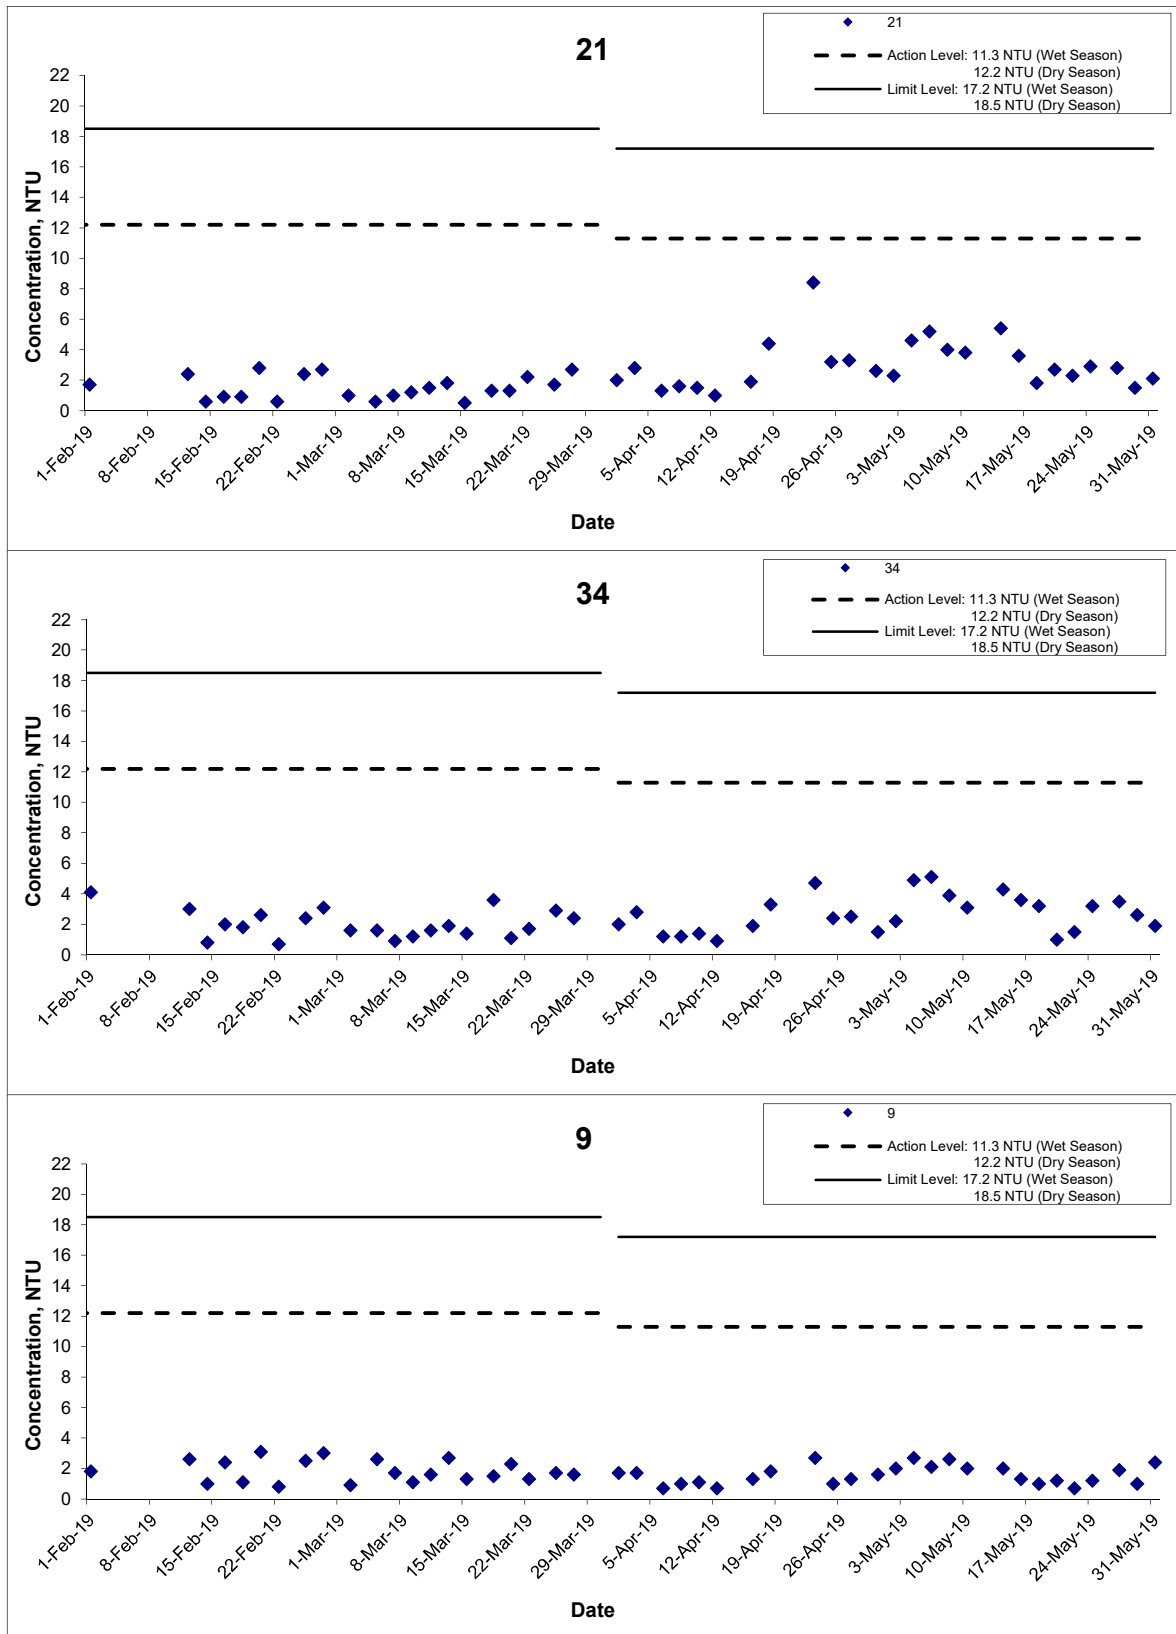 21
21
Action Level: 11.3 NTU (Wet Season)
12.2 NTU (Dry Season)
Limit Level: 17.2 NTU (Wet Season)
18.5 NTU (Dry Season)
Concentration, NTU
22
20
18
16
14
12
10
8
6
4
2
0
1-Feb-19
8-Feb-19
15-Feb-19
22-Feb-19
1-Mar-19
8-Mar-19
15-Mar-19
22-Mar-19
29-Mar-19
5-Apr-19
12-Apr-19
19-Apr-19
26-Apr-19
3-May-19
10-May-19
17-May-19
24-May-19
31-May-19
Date
34
34
Action Level: 11.3 NTU (Wet Season)
12.2 NTU (Dry Season)
Limit Level: 17.2 NTU (Wet Season)
18.5 NTU (Dry Season)
Concentration, NTU
22
20
18
16
14
12
10
8
6
4
2
0
1-Feb-19
8-Feb-19
15-Feb-19
22-Feb-19
1-Mar-19
8-Mar-19
15-Mar-19
22-Mar-19
29-Mar-19
5-Apr-19
12-Apr-19
19-Apr-19
26-Apr-19
3-May-19
10-May-19
17-May-19
24-May-19
31-May-19
Date
9
9
Action Level: 11.3 NTU (Wet Season)
12.2 NTU (Dry Season)
Limit Level: 17.2 NTU (Wet Season)
18.5 NTU (Dry Season)
Concentration, NTU
22
20
18
16
14
12
10
8
6
4
2
0
1-Feb-19
8-Feb-19
15-Feb-19
22-Feb-19
1-Mar-19
8-Mar-19
15-Mar-19
22-Mar-19
29-Mar-19
5-Apr-19
12-Apr-19
19-Apr-19
26-Apr-19
3-May-19
10-May-19
17-May-19
24-May-19
31-May-19
Date